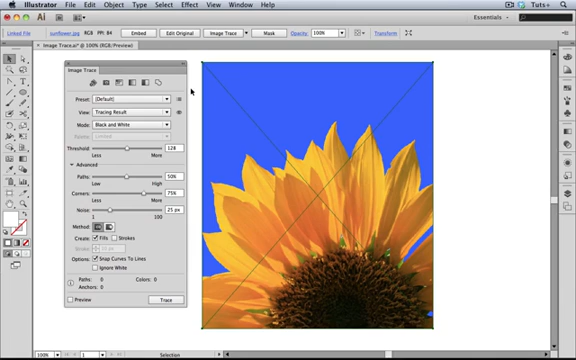 Illustrator File Edit Object Type Select Effect View Window Help Tuts+
Ai Essentials
Linked File sunflower.jpg RGB PPI: 84 Embed Edit Original Image Trace Mask Opacity: 100% Transform
Image Trace.ai* @ 100% (RGB/Preview)
Image Trace
Preset: [Default]
View: Tracing Result
Mode: Black and White
Palette: Limited
Threshold: 128
Less More
Advanced
Paths: 50%
Low High
Corners: 75%
Less More
Noise: 25 px
1 100
Method:
Create: Fills Strokes
Stroke:
Options: Snap Curves To Lines
Ignore White
Paths: 0 Colors: 0
Anchors: 0
Preview Trace
100% 1 Selection